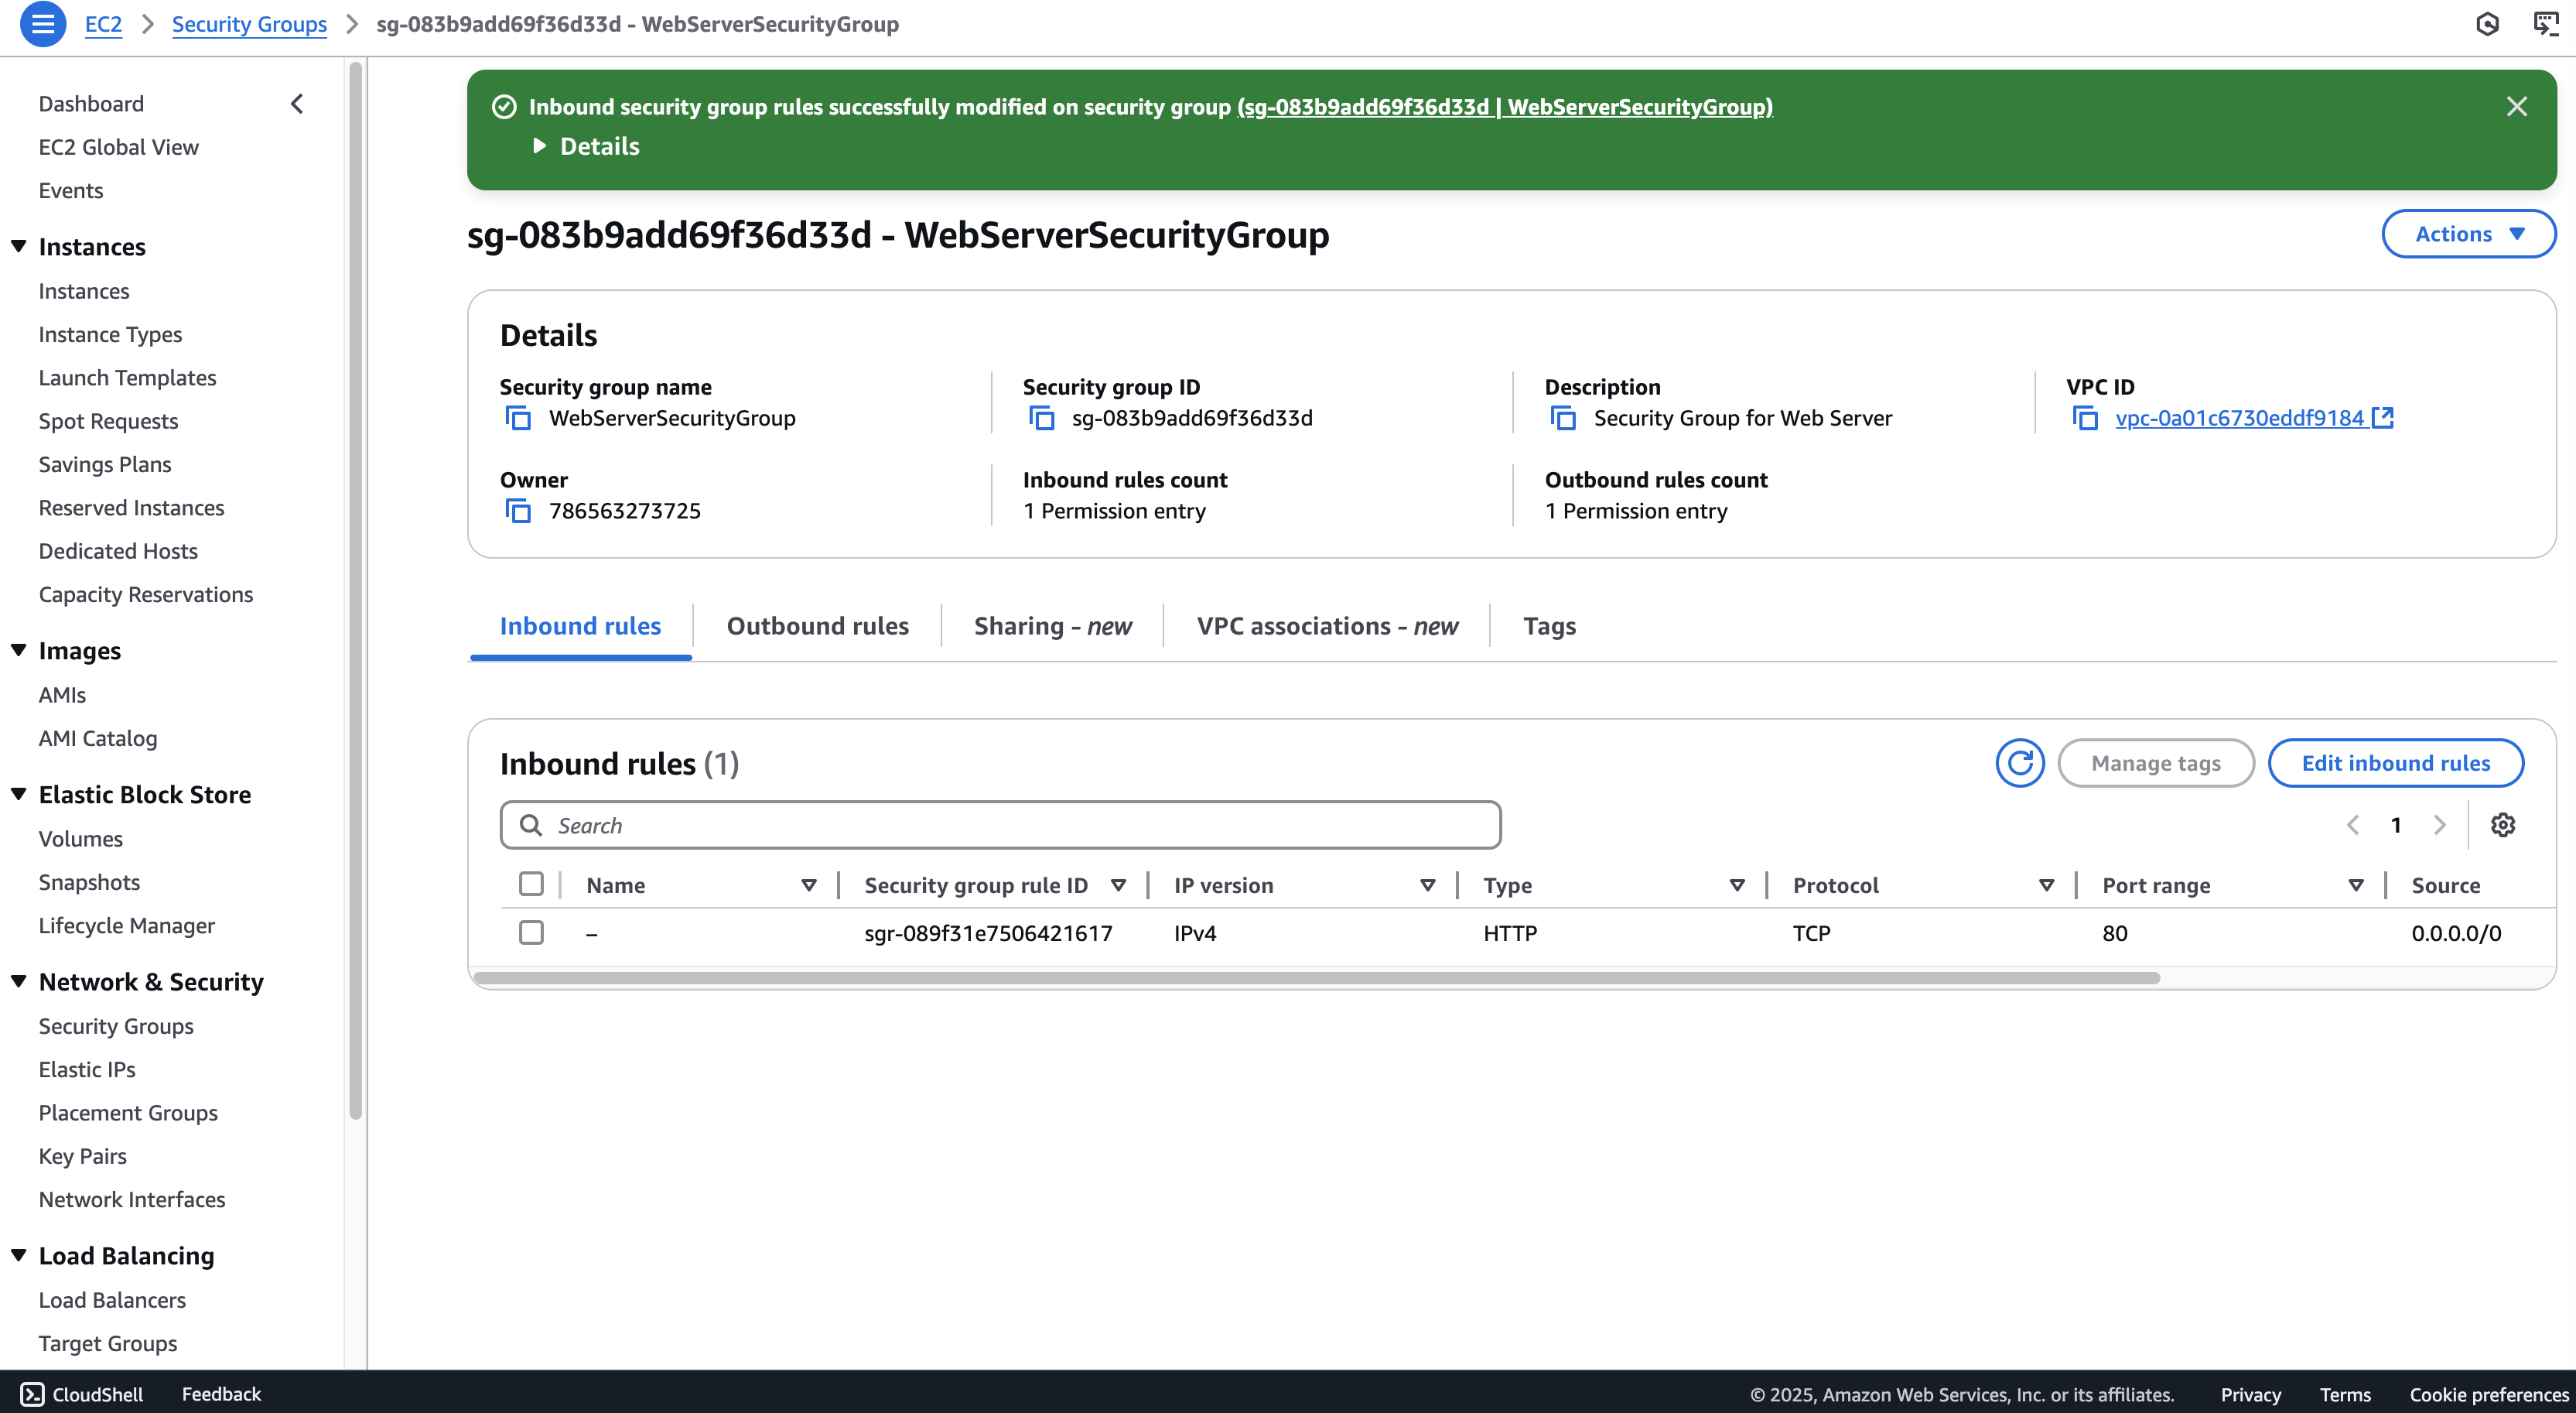 EC2 > Security Groups > sg-083b9add69f36d33d - WebServerSecurityGroup
Dashboard
EC2 Global View
Events
Instances
Instances
Instance Types
Launch Templates
Spot Requests
Savings Plans
Reserved Instances
Dedicated Hosts
Capacity Reservations
Images
AMIs
AMI Catalog
Elastic Block Store
Volumes
Snapshots
Lifecycle Manager
Network & Security
Security Groups
Elastic IPs
Placement Groups
Key Pairs
Network Interfaces
Load Balancing
Load Balancers
Target Groups
Inbound security group rules successfully modified on security group (sg-083b9add69f36d33d | WebServerSecurityGroup)
Details
sg-083b9add69f36d33d - WebServerSecurityGroup
Actions
Details
Security group name
WebServerSecurityGroup
Security group ID
sg-083b9add69f36d33d
Description
Security Group for Web Server
VPC ID
vpc-0a01c6730eddf9184
Owner
786563273725
Inbound rules count
1 Permission entry
Outbound rules count
1 Permission entry
Inbound rules Outbound rules Sharing - new VPC associations - new Tags
Inbound rules (1)
Manage tags Edit inbound rules
Search
1
Name Security group rule ID IP version Type Protocol Port range Source
– sgr-089f31e7506421617 IPv4 HTTP TCP 80 0.0.0.0/0
CloudShell Feedback © 2025, Amazon Web Services, Inc. or its affiliates. Privacy Terms Cookie preferences